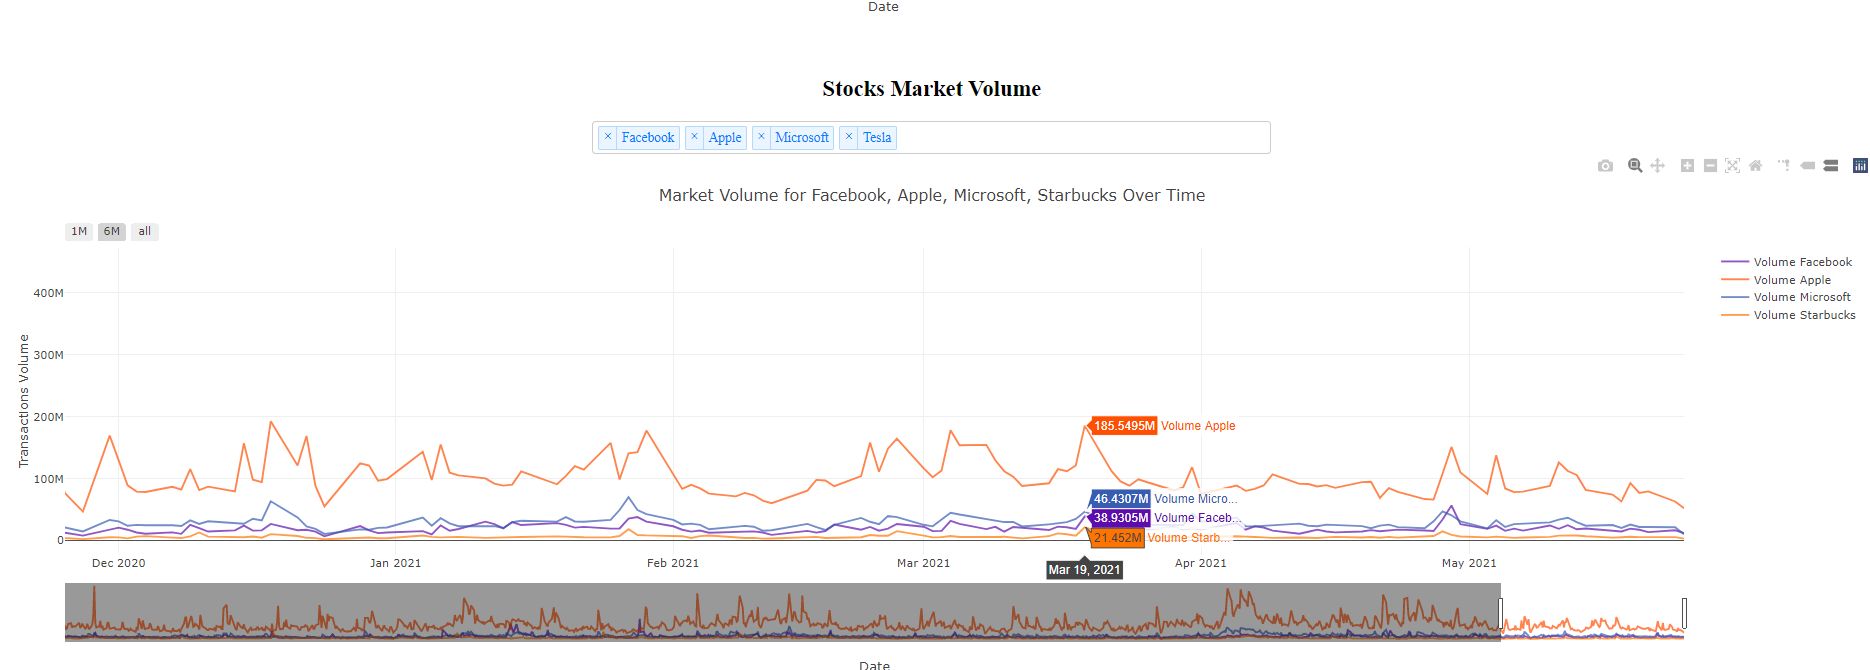 Date
Stocks Market Volume
× Facebook × Apple × Microsoft × Tesla
Market Volume for Facebook, Apple, Microsoft, Starbucks Over Time
1M 6M all
Volume Facebook
Volume Apple
Volume Microsoft
Volume Starbucks
Transactions Volume
400M
300M
200M
100M
0
185.5495M Volume Apple
46.4307M Volume Micro...
38.9305M Volume Faceb...
21.452M Volume Starb...
Dec 2020 Jan 2021 Feb 2021 Mar 2021 Mar 19, 2021 Apr 2021 May 2021
Date